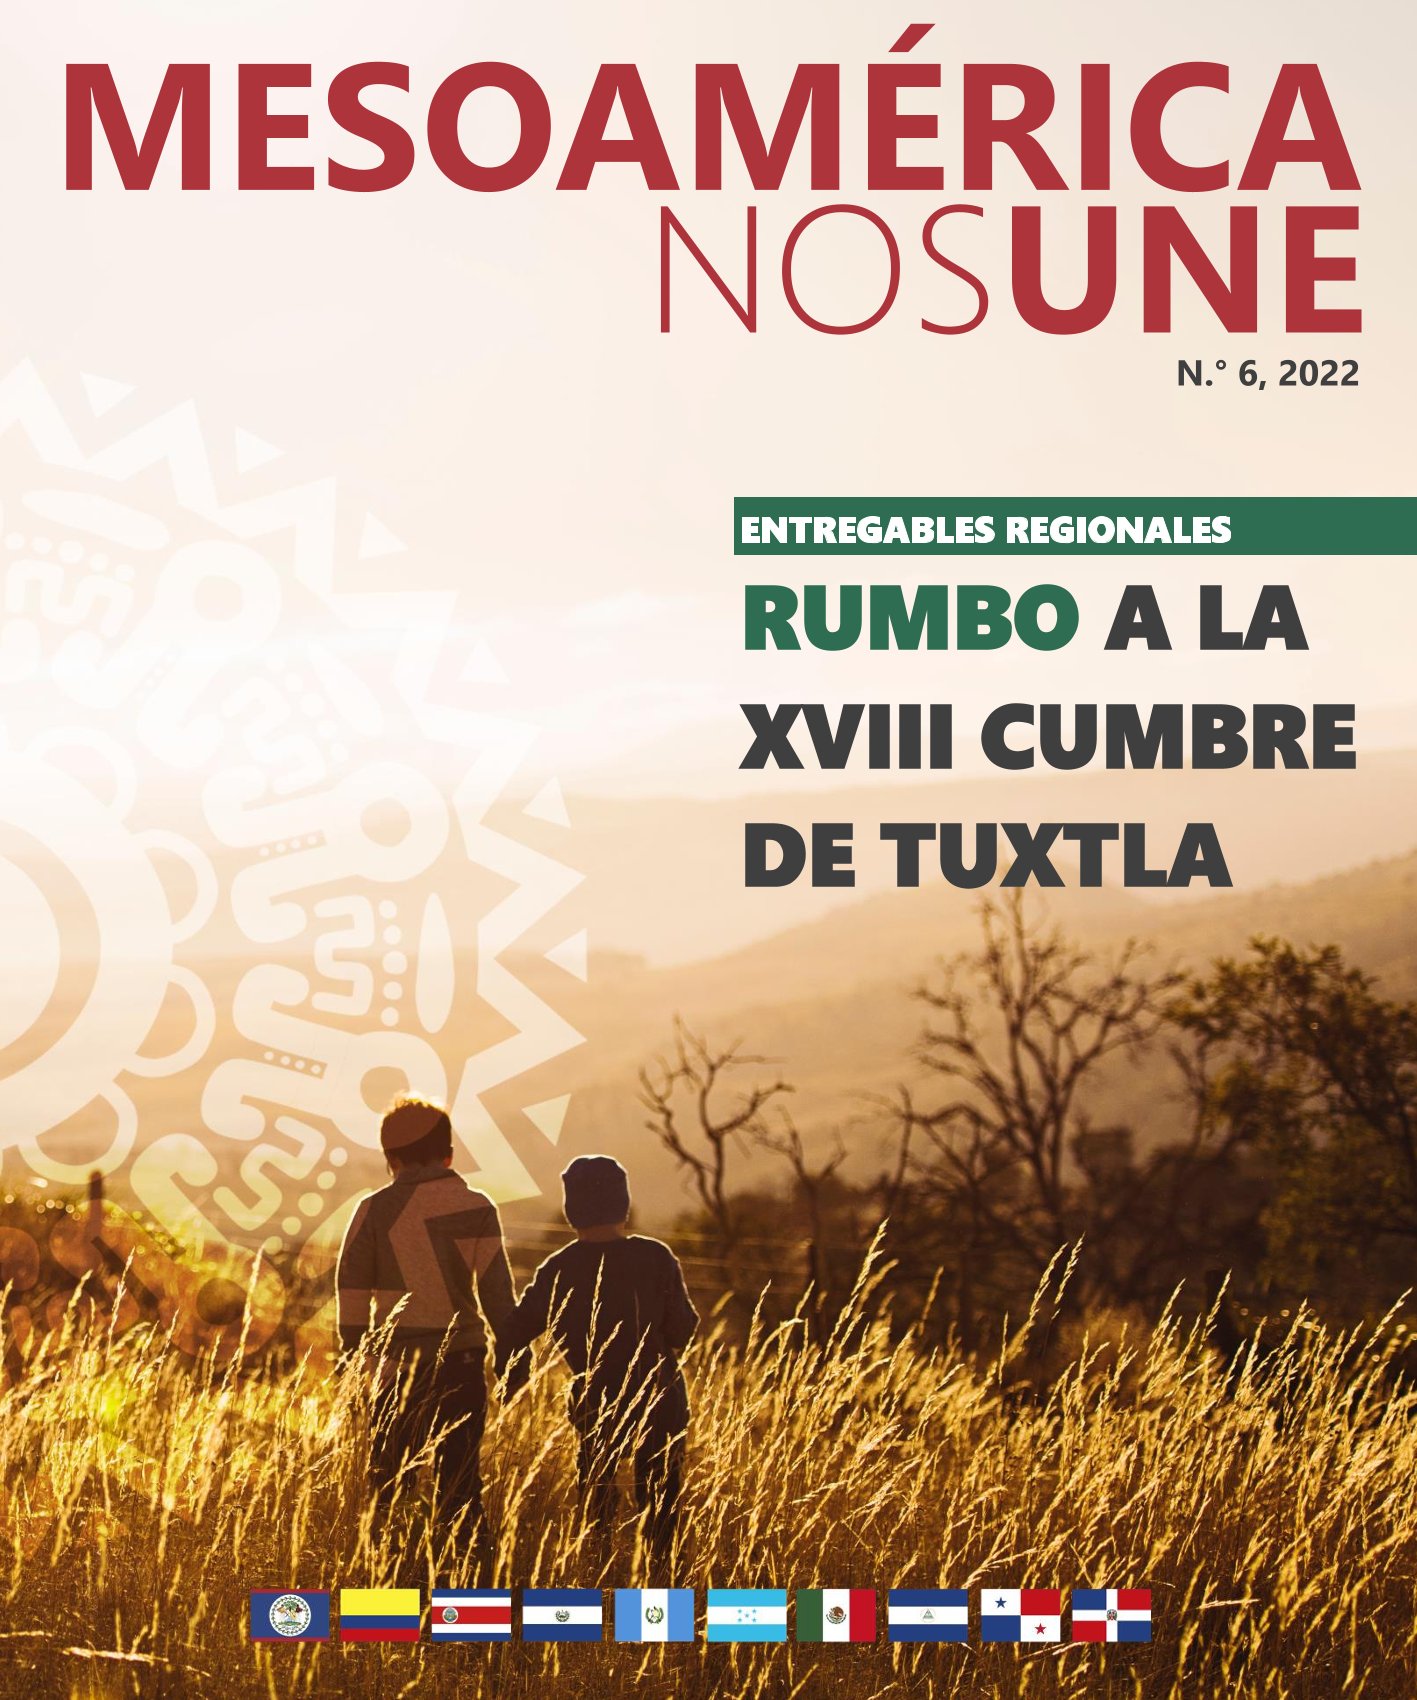 MESOAMÉRICA
NOSUNE
N.° 6, 2022
ENTREGABLES REGIONALES
RUMBO A LA
XVIII CUMBRE
DE TUXTLA